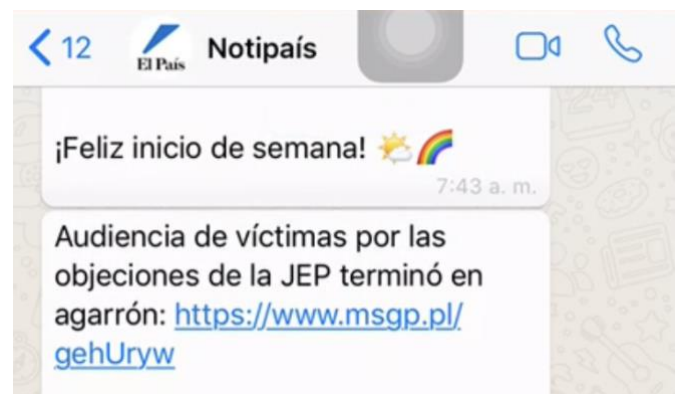 12
El País
Notipaís
¡Feliz inicio de semana! 🌤️🌈
7:43 a. m.
Audiencia de víctimas por las
objeciones de la JEP terminó en
agarrón: https://www.msgp.pl/
gehUryw